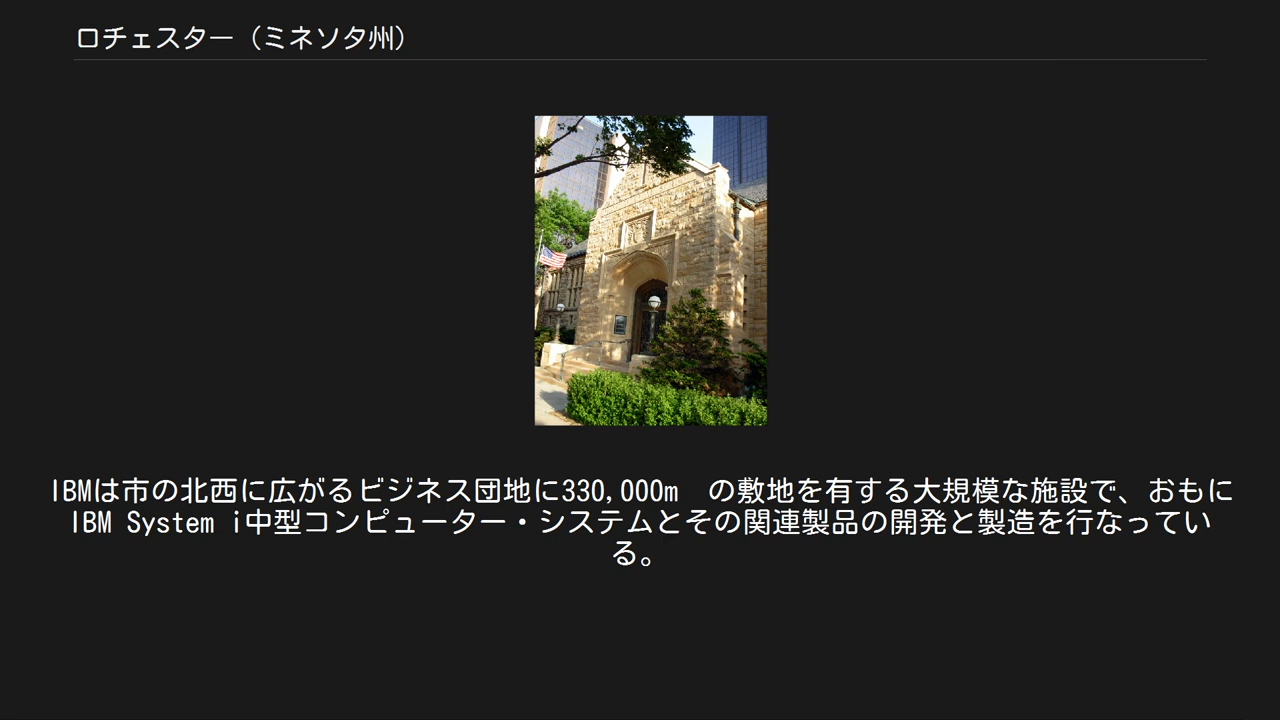 ロチェスター (ミネソタ州)
IBMは市の北西に広がるビジネス団地に330,000m　の敷地を有する大規模な施設で、おもに
IBM System i中型コンピューター・システムとその関連製品の開発と製造を行なってい
る。